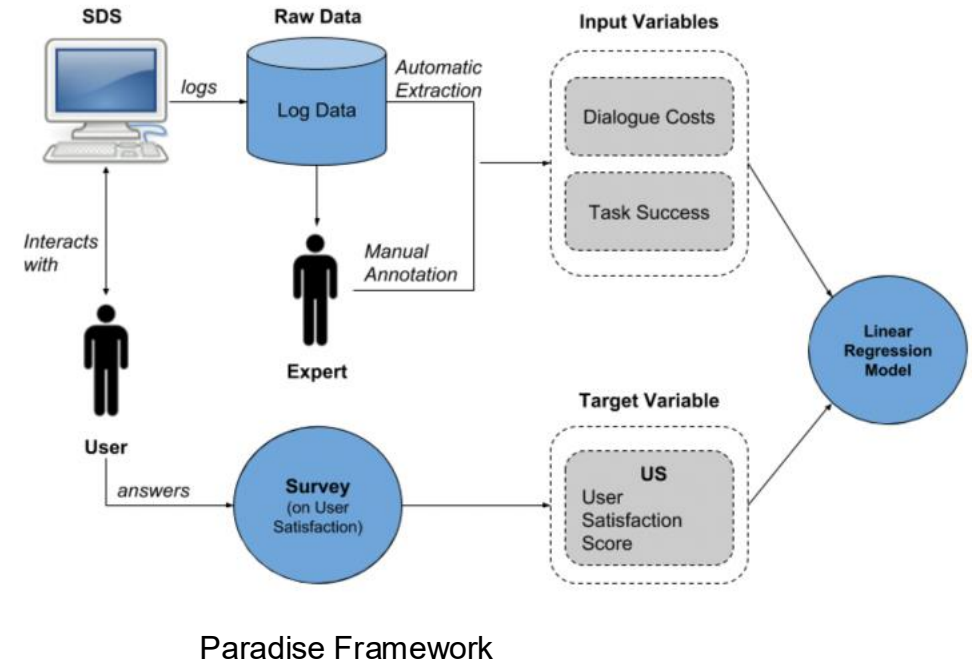 SDS
Raw Data
Input Variables
logs
Log Data
Automatic
Extraction
Dialogue Costs
Task Success
Interacts
with
Manual
Annotation
Expert
Linear
Regression
Model
User
Target Variable
answers
Survey
(on User
Satisfaction)
US
User
Satisfaction
Score
Paradise Framework